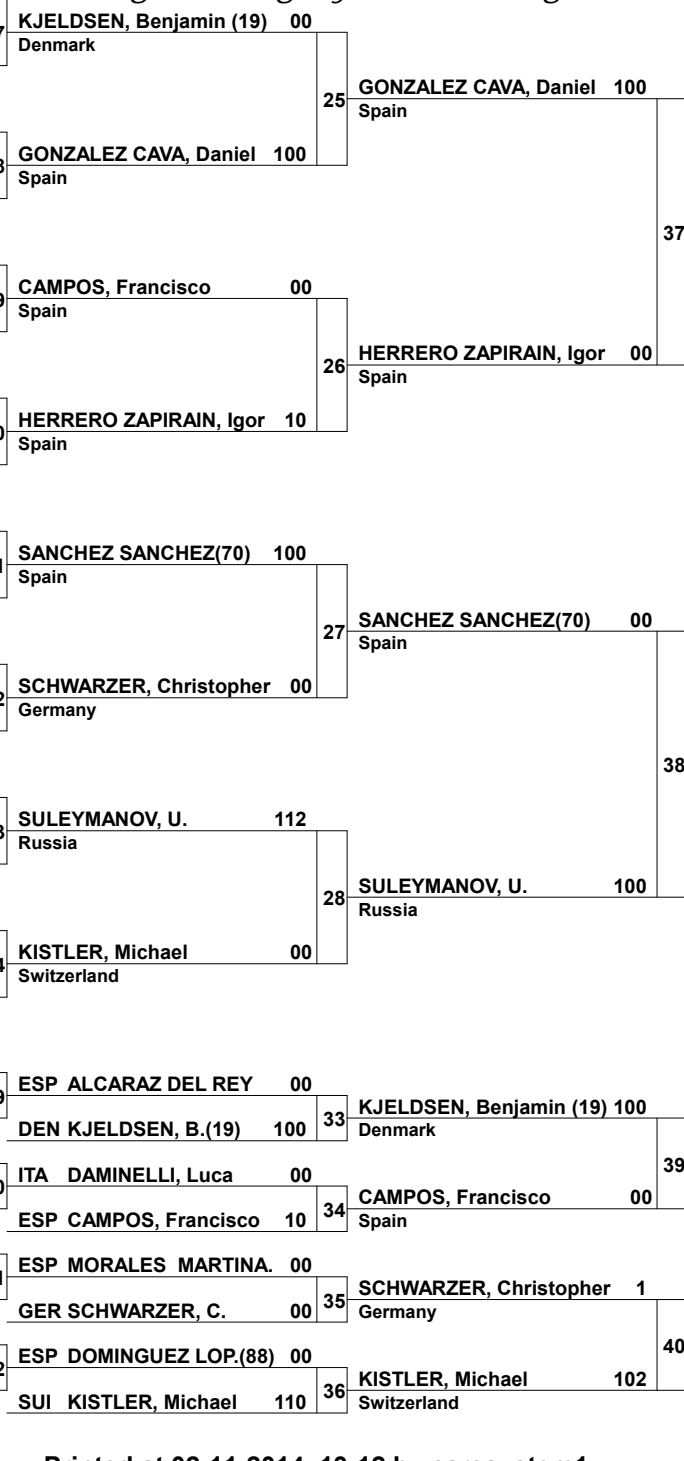 KJELDSEN, Benjamin (19) 00
Denmark
GONZALEZ CAVA, Daniel 100
25
Spain
GONZALEZ CAVA, Daniel 100
Spain
37
CAMPOS, Francisco 00
Spain
HERRERO ZAPIRAIN, Igor 00
26
Spain
HERRERO ZAPIRAIN, Igor 10
Spain
SANCHEZ SANCHEZ(70) 100
Spain
SANCHEZ SANCHEZ(70) 00
27
Spain
SCHWARZER, Christopher 00
Germany
38
SULEYMANOV, U. 112
Russia
SULEYMANOV, U. 100
28
Russia
KISTLER, Michael 00
Switzerland
ESP ALCARAZ DEL REY 00
KJELDSEN, Benjamin (19) 100
33
DEN KJELDSEN, B.(19) 100
Denmark
39
ITA DAMINELLI, Luca 00
CAMPOS, Francisco 00
34
ESP CAMPOS, Francisco 10
Spain
ESP MORALES MARTINA. 00
SCHWARZER, Christopher 1
35
GER SCHWARZER, C. 00
Germany
40
ESP DOMINGUEZ LOP.(88) 00
KISTLER, Michael 102
36
SUI KISTLER, Michael 110
Switzerland